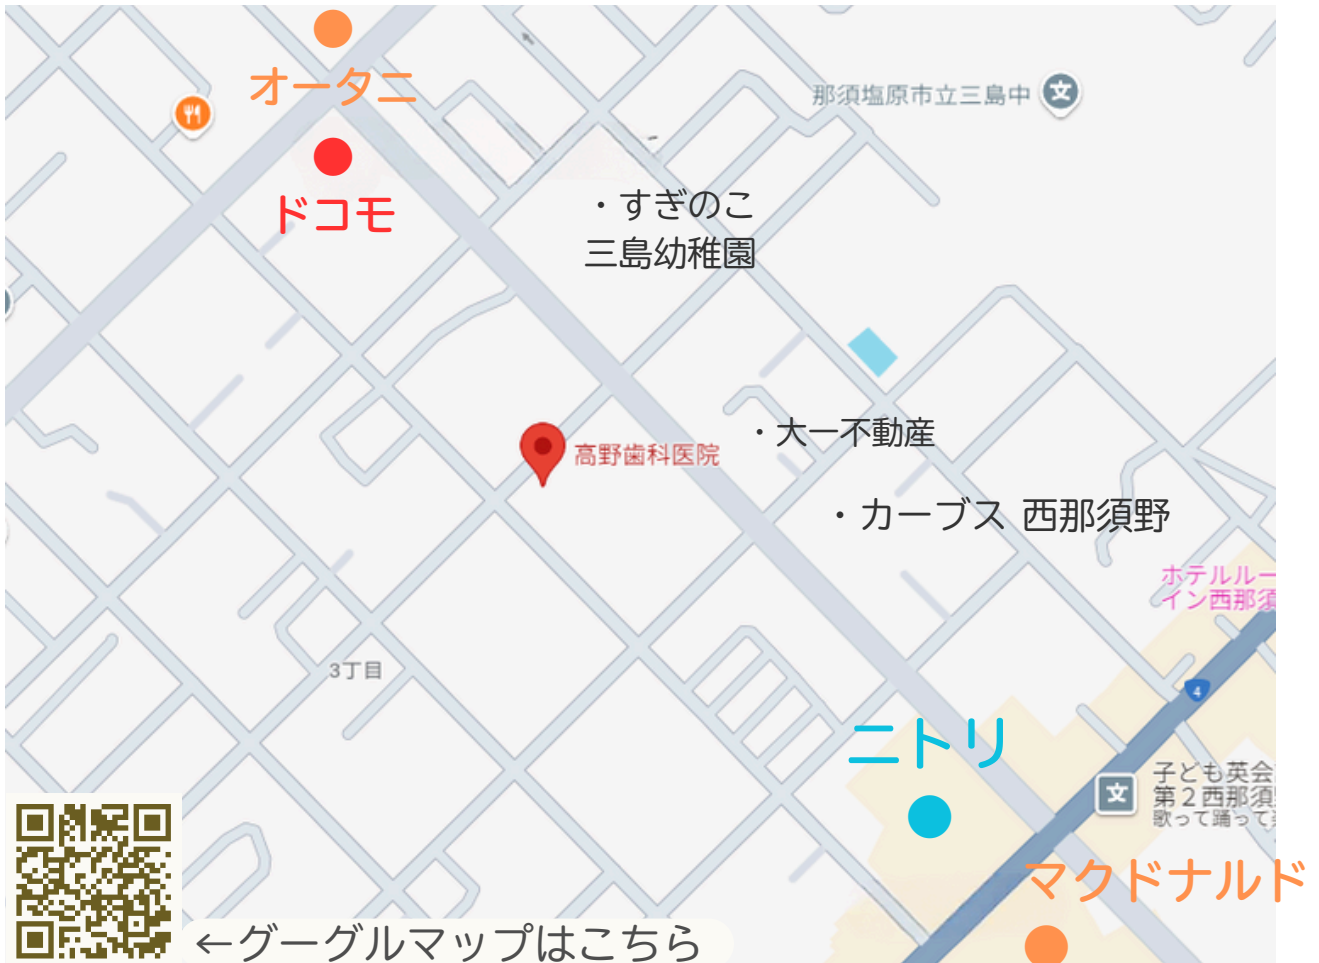 オータニ
那須塩原市立三島中
文
ドコモ
・すぎのこ
三島幼稚園
・大一不動産
高野歯科医院
・カーブス 西那須野
ホテルルー
イン西那須
3丁目
4
ニトリ
文
子ども英会
第2西那須
歌って踊って
マクドナルド
←グーグルマップはこちら